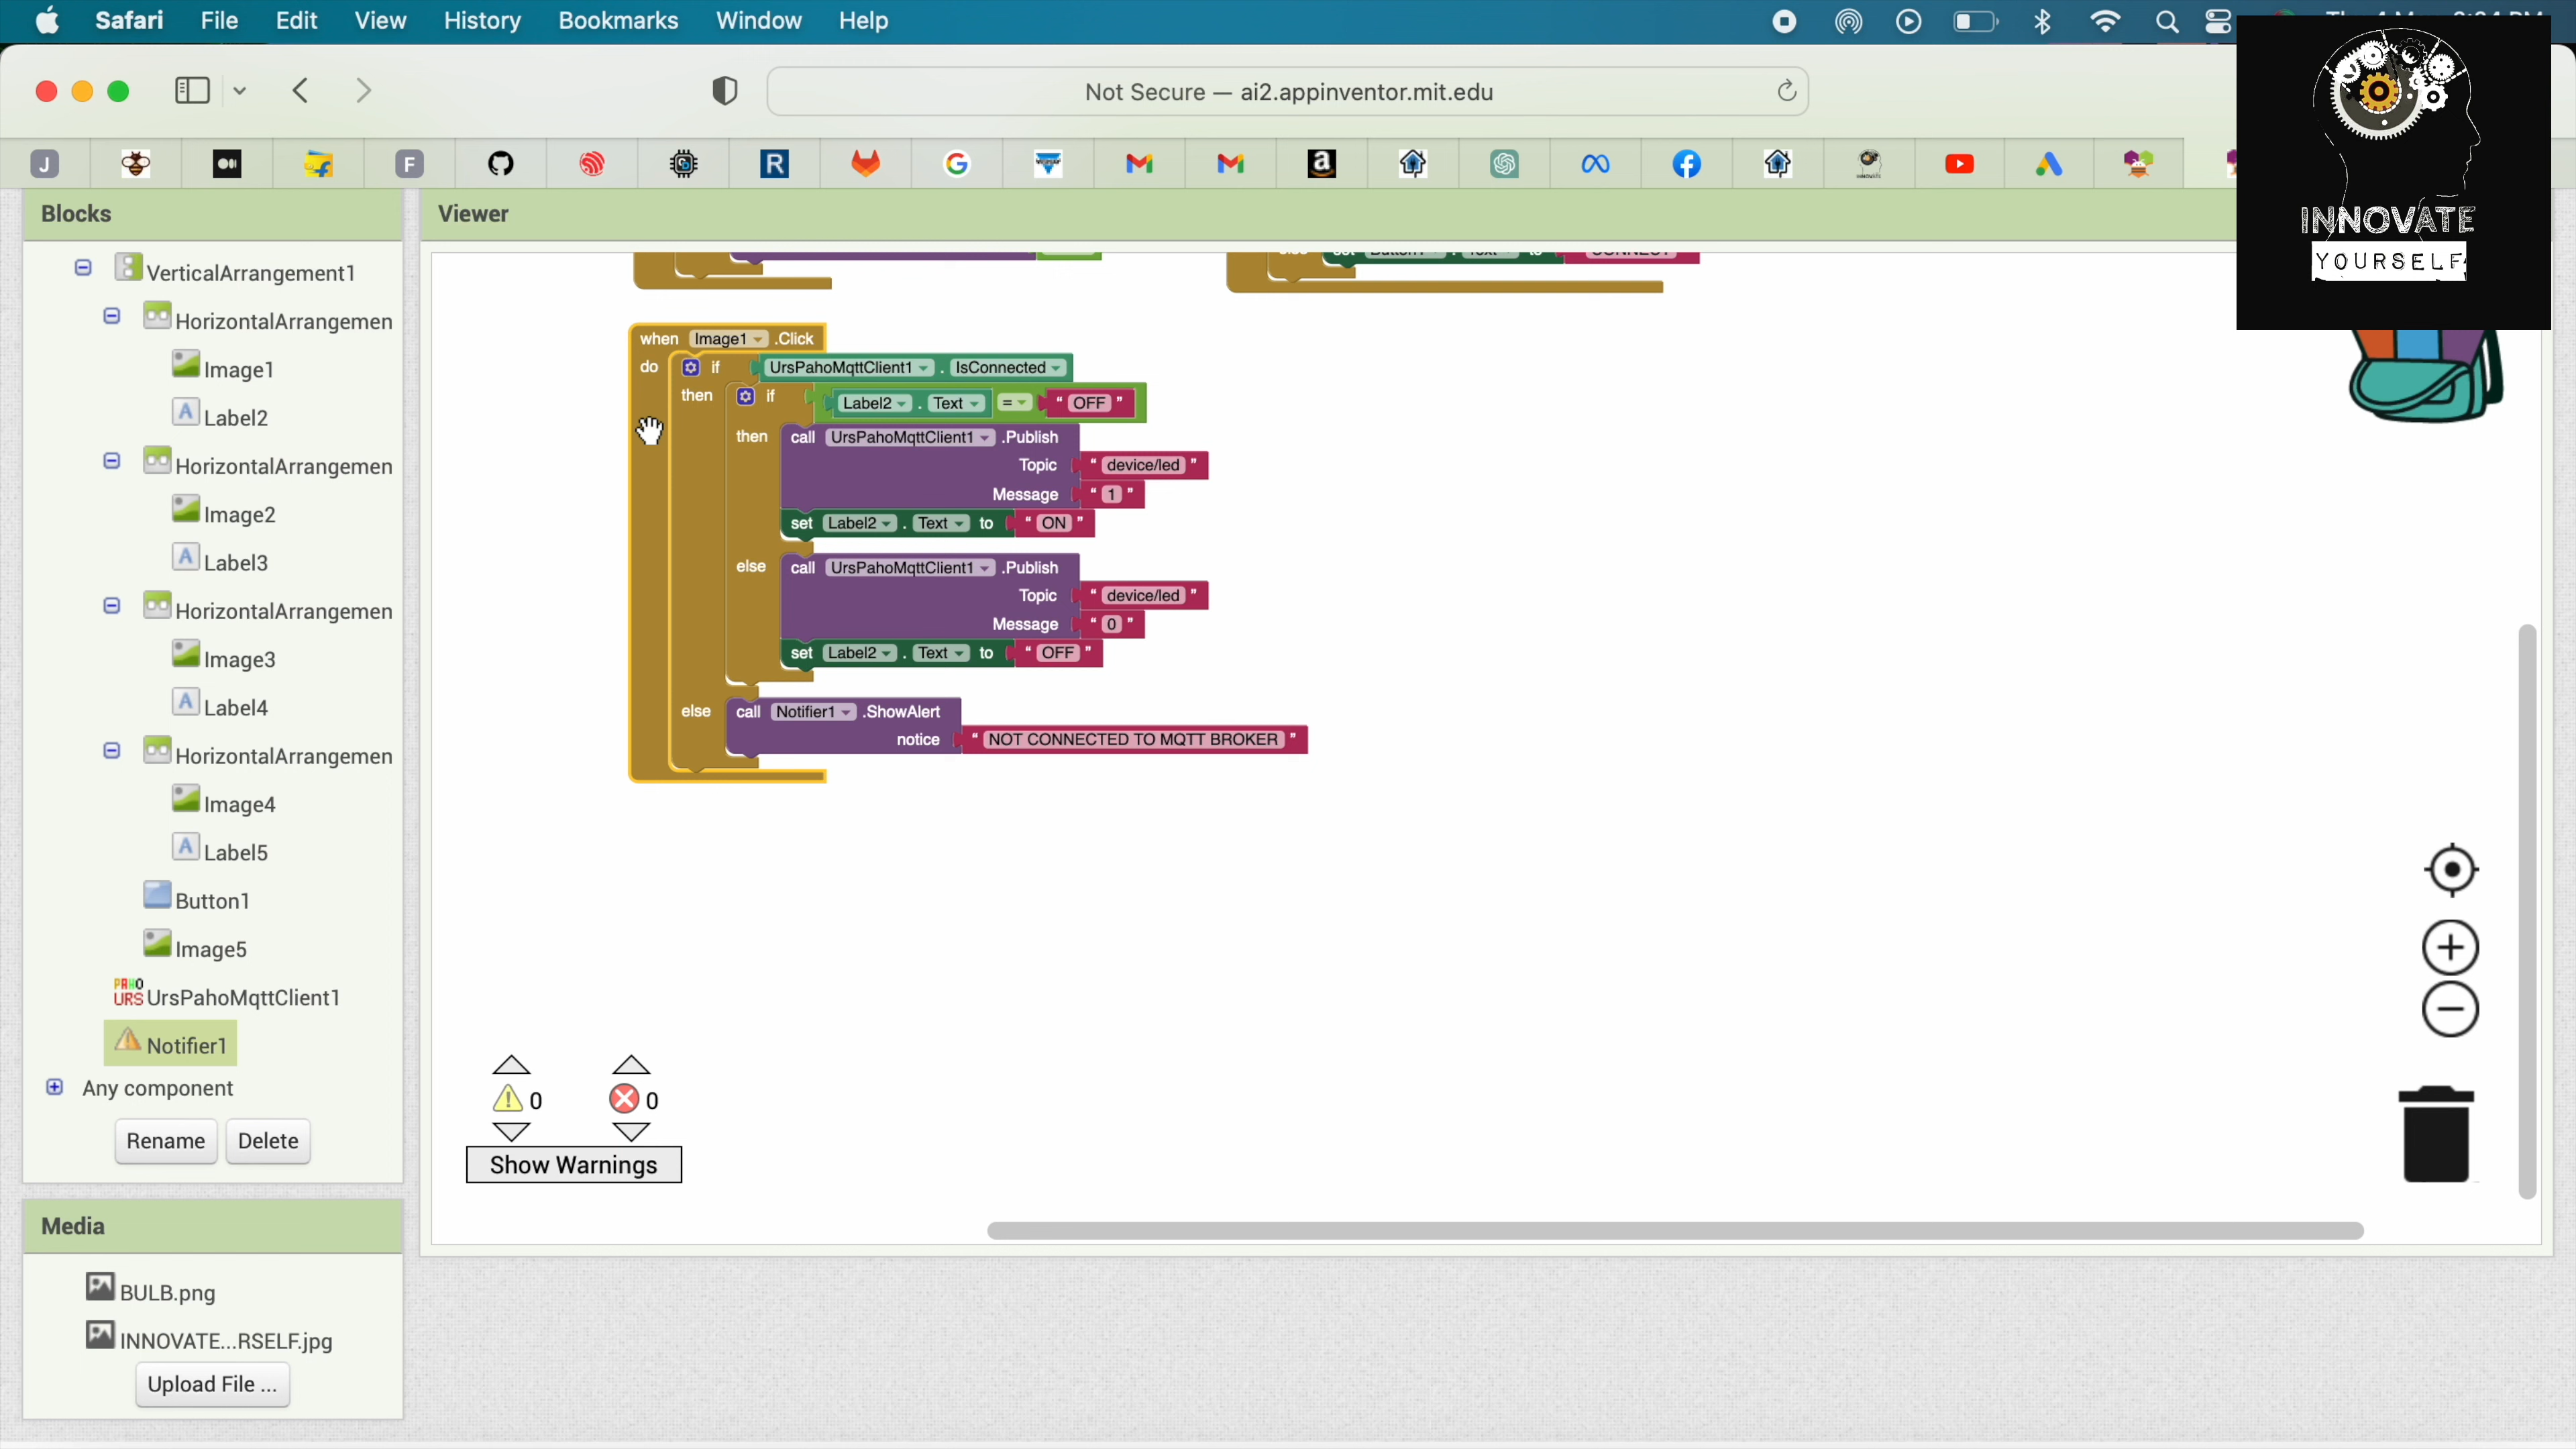 Safari File Edit View History Bookmarks Window Help
Not Secure — ai2.appinventor.mit.edu
J
F
R
G
a
INNOVATE
YOURSELF
Blocks
VerticalArrangement1
HorizontalArrangemen
Image1
A Label2
HorizontalArrangemen
Image2
A Label3
HorizontalArrangemen
Image3
A Label4
HorizontalArrangemen
Image4
A Label5
Button1
Image5
PAHO
URS UrsPahoMqttClient1
Notifier1
Any component
Rename Delete
Media
BULB.png
INNOVATE...RSELF.jpg
Upload File ...
Viewer
when Image1 .Click
do if UrsPahoMqttClient1 . IsConnected
then if Label2 . Text = “ OFF ”
then call UrsPahoMqttClient1 .Publish
Topic “ device/led ”
Message “ 1 ”
set Label2 . Text to “ ON ”
else call UrsPahoMqttClient1 .Publish
Topic “ device/led ”
Message “ 0 ”
set Label2 . Text to “ OFF ”
else call Notifier1 .ShowAlert
notice “ NOT CONNECTED TO MQTT BROKER ”
0 0
Show Warnings